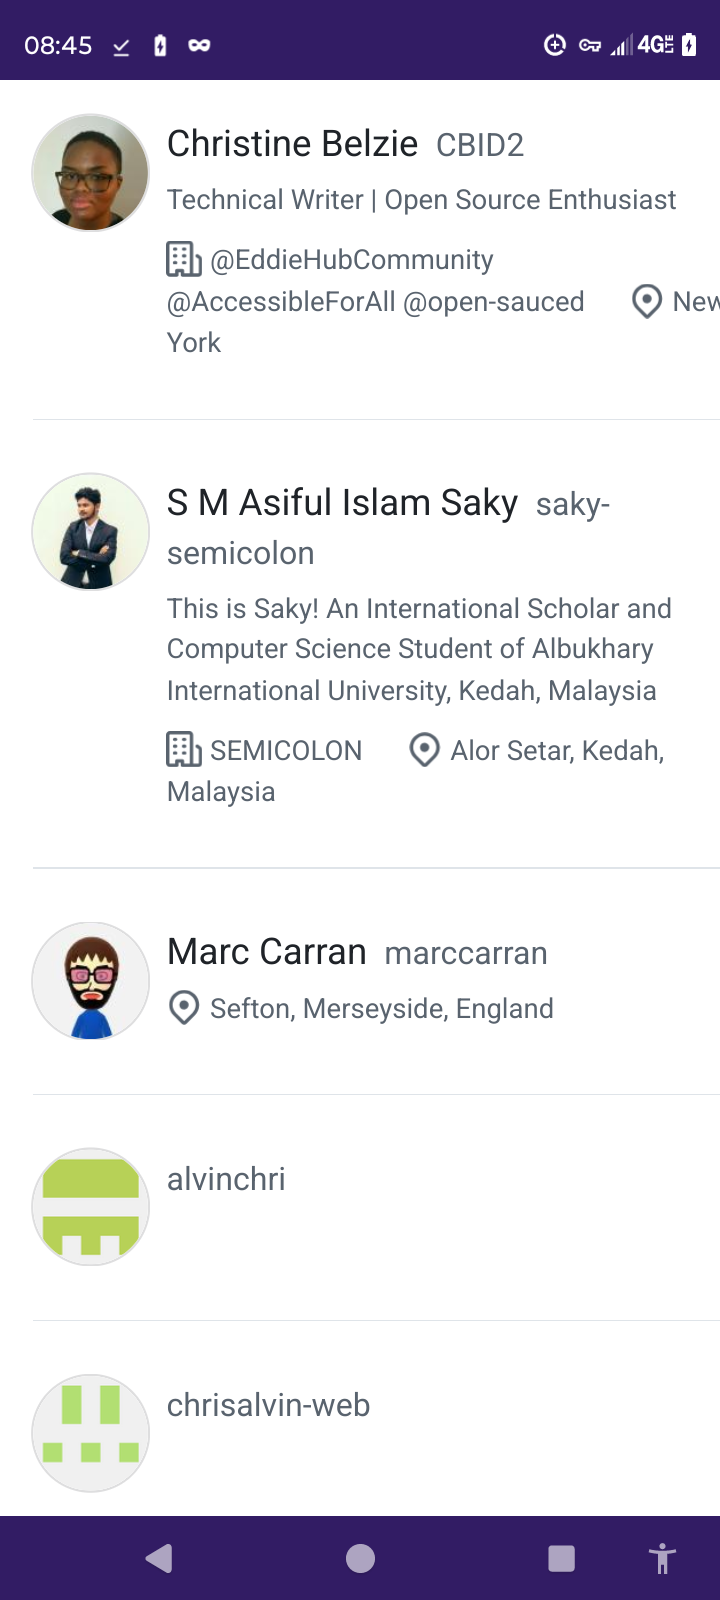 08:45 4G LTE
Christine Belzie CBID2
Technical Writer | Open Source Enthusiast
@EddieHubCommunity
@AccessibleForAll @open-sauced New
York
S M Asiful Islam Saky saky-
semicolon
This is Saky! An International Scholar and
Computer Science Student of Albukhary
International University, Kedah, Malaysia
SEMICOLON Alor Setar, Kedah,
Malaysia
Marc Carran marccarran
Sefton, Merseyside, England
alvinchri
chrisalvin-web